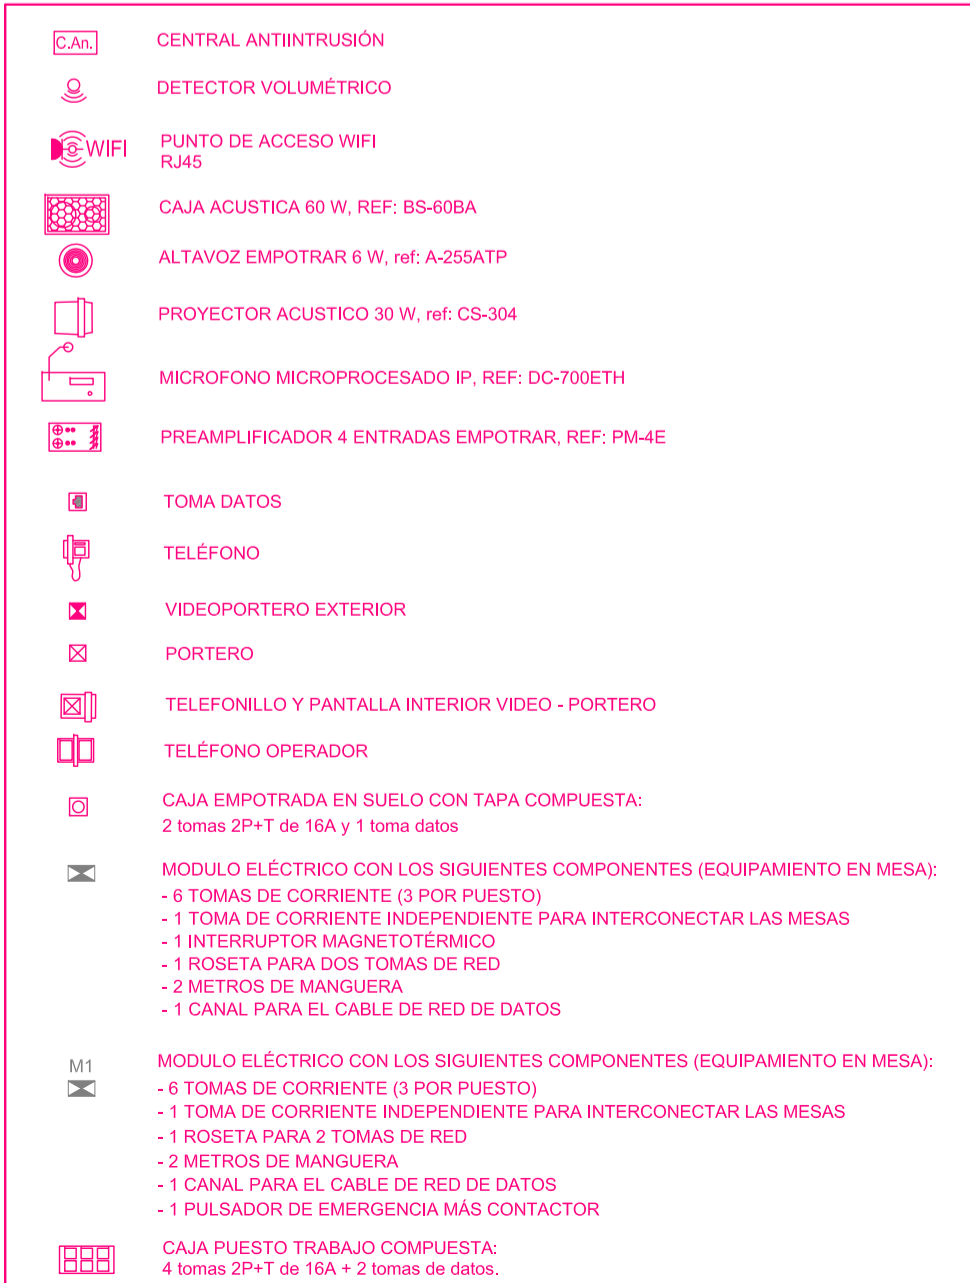 C.An. CENTRAL ANTIINTRUSIÓN
DETECTOR VOLUMÉTRICO
WIFI PUNTO DE ACCESO WIFI
RJ45
CAJA ACUSTICA 60 W, REF: BS-60BA
ALTAVOZ EMPOTRAR 6 W, ref: A-255ATP
PROYECTOR ACUSTICO 30 W, ref: CS-304
MICROFONO MICROPROCESADO IP, REF: DC-700ETH
PREAMPLIFICADOR 4 ENTRADAS EMPOTRAR, REF: PM-4E
TOMA DATOS
TELÉFONO
VIDEOPORTERO EXTERIOR
PORTERO
TELEFONILLO Y PANTALLA INTERIOR VIDEO - PORTERO
TELÉFONO OPERADOR
CAJA EMPOTRADA EN SUELO CON TAPA COMPUESTA:
2 tomas 2P+T de 16A y 1 toma datos
MODULO ELÉCTRICO CON LOS SIGUIENTES COMPONENTES (EQUIPAMIENTO EN MESA):
- 6 TOMAS DE CORRIENTE (3 POR PUESTO)
- 1 TOMA DE CORRIENTE INDEPENDIENTE PARA INTERCONECTAR LAS MESAS
- 1 INTERRUPTOR MAGNETOTÉRMICO
- 1 ROSETA PARA DOS TOMAS DE RED
- 2 METROS DE MANGUERA
- 1 CANAL PARA EL CABLE DE RED DE DATOS
M1 MODULO ELÉCTRICO CON LOS SIGUIENTES COMPONENTES (EQUIPAMIENTO EN MESA):
- 6 TOMAS DE CORRIENTE (3 POR PUESTO)
- 1 TOMA DE CORRIENTE INDEPENDIENTE PARA INTERCONECTAR LAS MESAS
- 1 ROSETA PARA 2 TOMAS DE RED
- 2 METROS DE MANGUERA
- 1 CANAL PARA EL CABLE DE RED DE DATOS
- 1 PULSADOR DE EMERGENCIA MÁS CONTACTOR
CAJA PUESTO TRABAJO COMPUESTA:
4 tomas 2P+T de 16A + 2 tomas de datos.